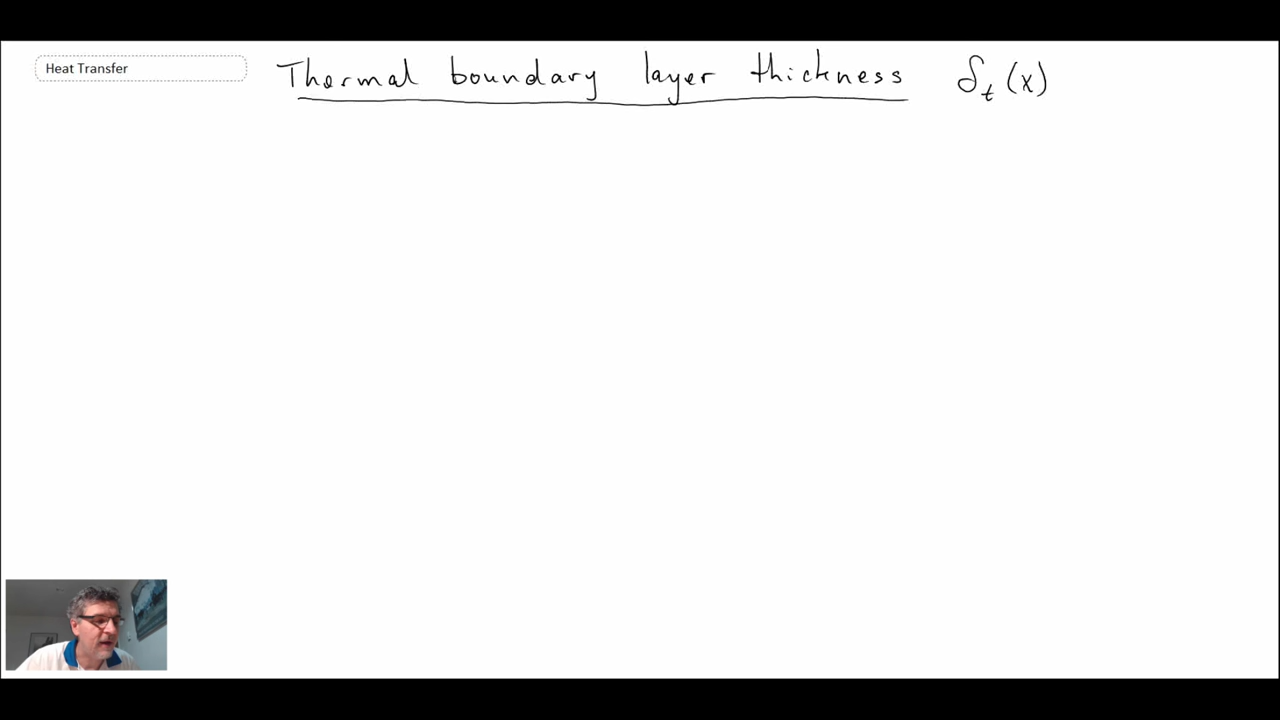 Heat Transfer
Thermal boundary layer thickness δₜ(x)